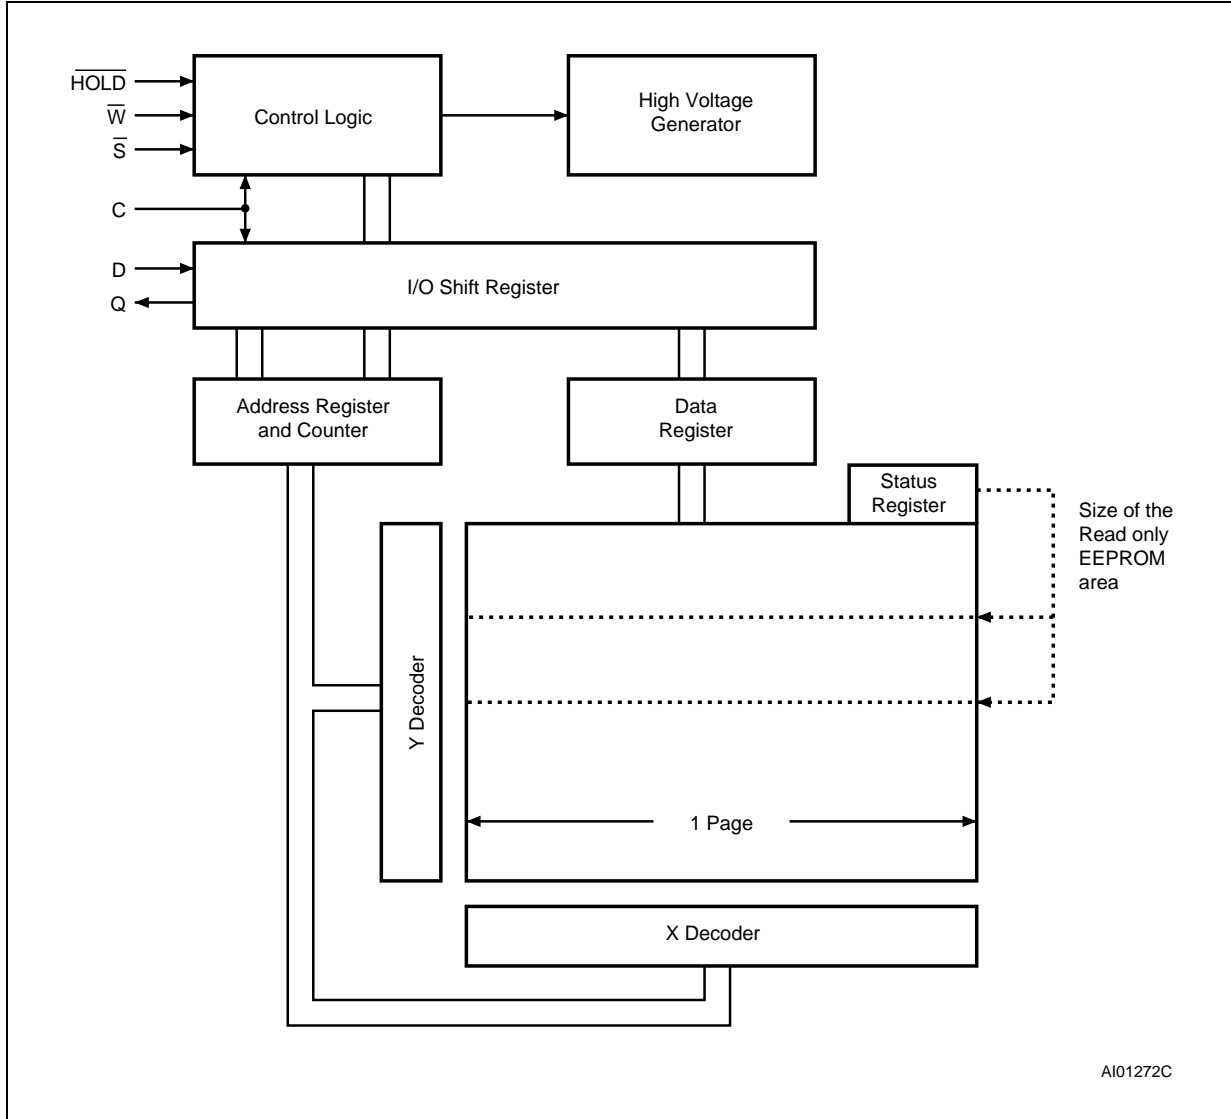 HOLD
W
S
C
D
Q
Control Logic
High Voltage
Generator
I/O Shift Register
Address Register
and Counter
Data
Register
Status
Register
Size of the
Read only
EEPROM
area
Y Decoder
1 Page
X Decoder
AI01272C